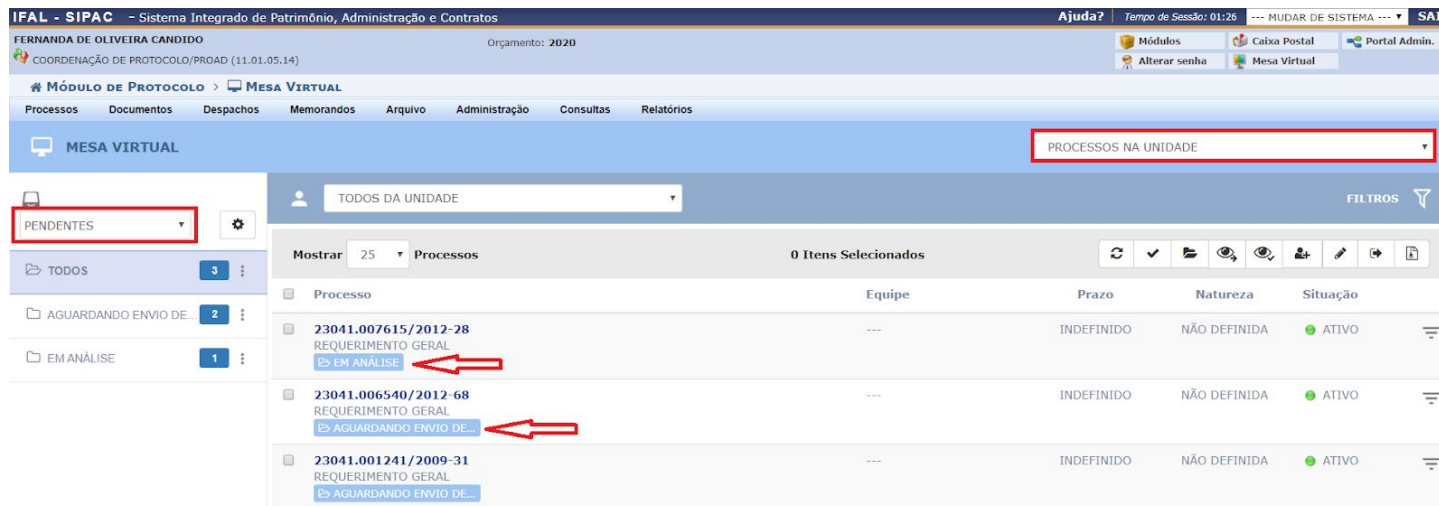 IFAL - SIPAC - Sistema Integrado de Patrimônio, Administração e Contratos
Ajuda? Tempo de Sessão: 01:26 --- MUDAR DE SISTEMA ---
FERNANDA DE OLIVEIRA CANDIDO
Orçamento: 2020
Módulos Caixa Postal Portal Admin.
COORDENAÇÃO DE PROTOCOLO/PROAD (11.01.05.14)
Alterar senha Mesa Virtual
MÓDULO DE PROTOCOLO > MESA VIRTUAL
Processos Documentos Despachos Memorandos Arquivo Administração Consultas Relatórios
MESA VIRTUAL
PROCESSOS NA UNIDADE
PENDENTES
TODOS DA UNIDADE
FILTROS
TODOS 3
AGUARDANDO ENVIO DE... 2
EM ANÁLISE 1
Mostrar 25 Processos 0 Itens Selecionados
Processo Equipe Prazo Natureza Situação
23041.007615/2012-28 --- INDEFINIDO NÃO DEFINIDA ATIVO
REQUERIMENTO GERAL
EM ANÁLISE
23041.006540/2012-68 --- INDEFINIDO NÃO DEFINIDA ATIVO
REQUERIMENTO GERAL
AGUARDANDO ENVIO DE...
23041.001241/2009-31 --- INDEFINIDO NÃO DEFINIDA ATIVO
REQUERIMENTO GERAL
AGUARDANDO ENVIO DE...